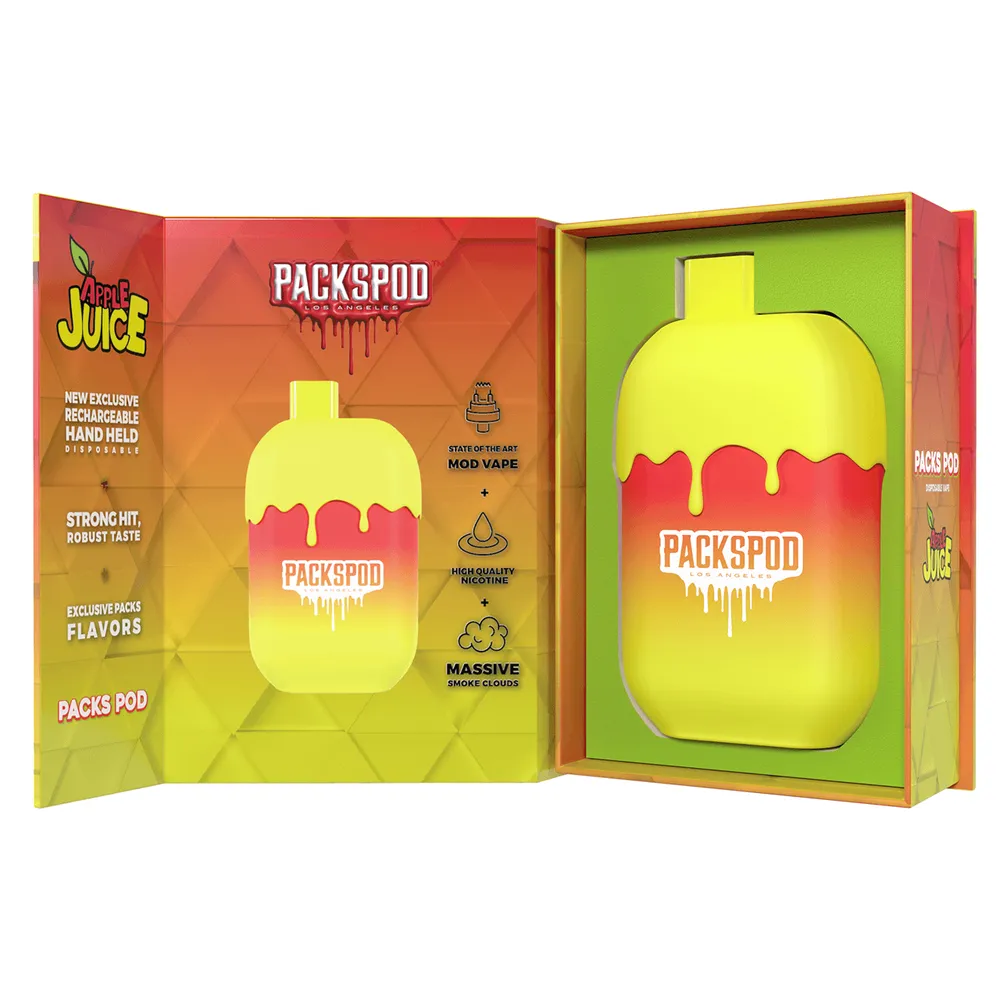 APPLE
JUICE
NEW EXCLUSIVE
RECHARGEABLE
HAND HELD
DISPOSABLE
STRONG HIT,
ROBUST TASTE
EXCLUSIVE PACKS
FLAVORS
PACKS POD
PACKSPOD™
LOS ANGELES
PACKSPOD
LOS ANGELES
STATE OF THE ART
MOD VAPE
+
HIGH QUALITY
NICOTINE
+
MASSIVE
SMOKE CLOUDS
PACKSPOD
LOS ANGELES
PACKS POD
DISPOSABLE VAPE
APPLE
JUICE